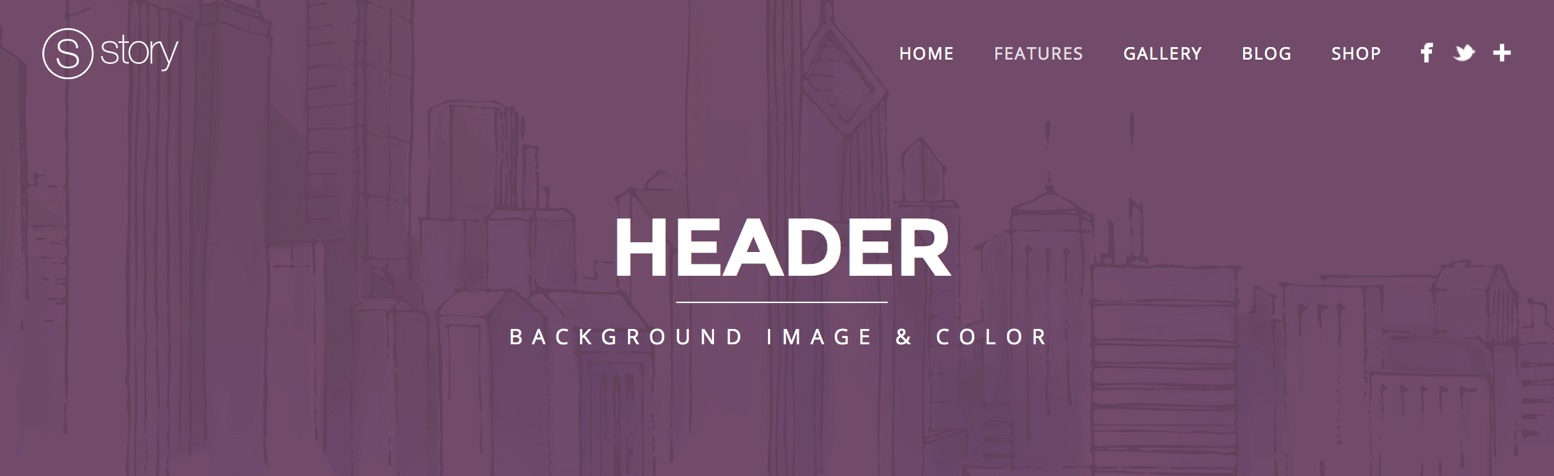 S story
HOME FEATURES GALLERY BLOG SHOP
HEADER
BACKGROUND IMAGE & COLOR